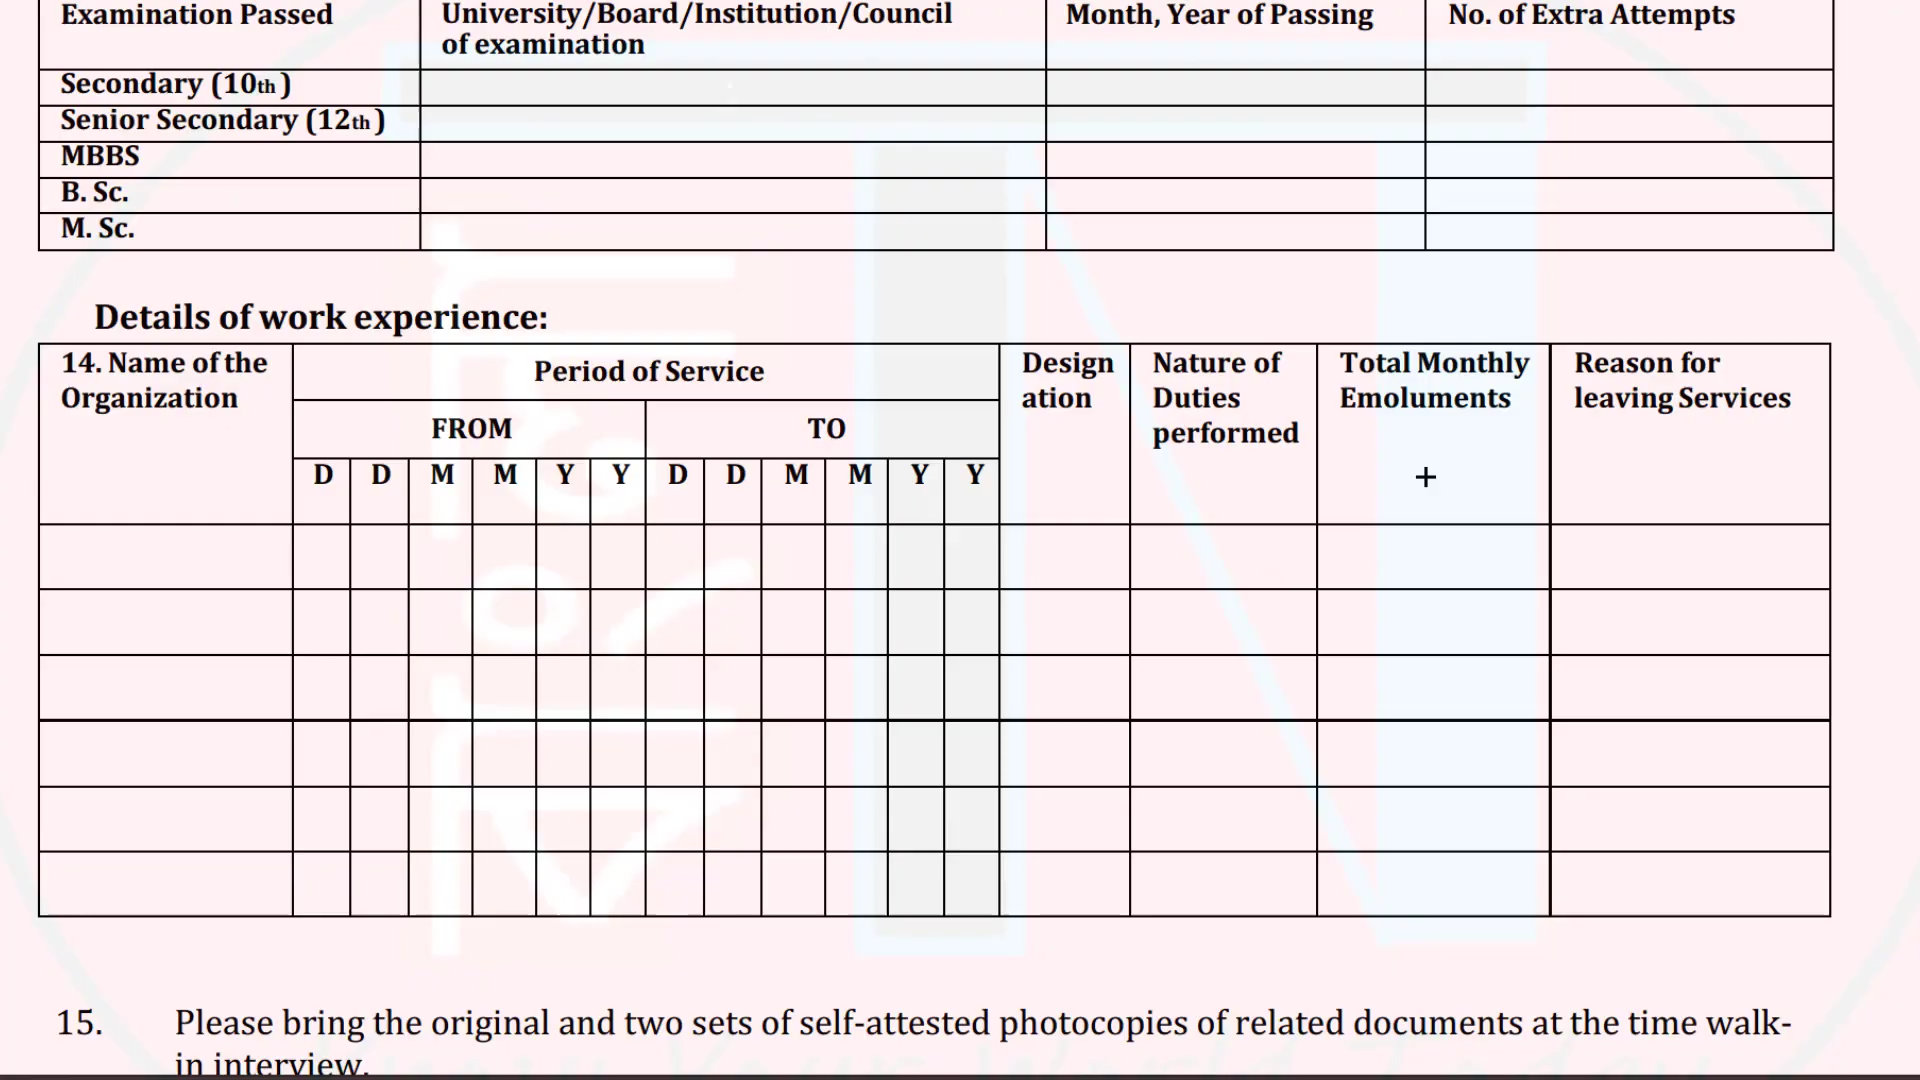 Examination Passed
University/Board/Institution/Council
of examination
Month, Year of Passing
No. of Extra Attempts
Secondary (10th )
Senior Secondary (12th )
MBBS
B. Sc.
M. Sc.
Details of work experience:
14. Name of the
Organization
Period of Service
FROM
TO
D D M M Y Y D D M M Y Y
Design
ation
Nature of
Duties
performed
Total Monthly
Emoluments
Reason for
leaving Services
15. Please bring the original and two sets of self-attested photocopies of related documents at the time walk-
in interview.